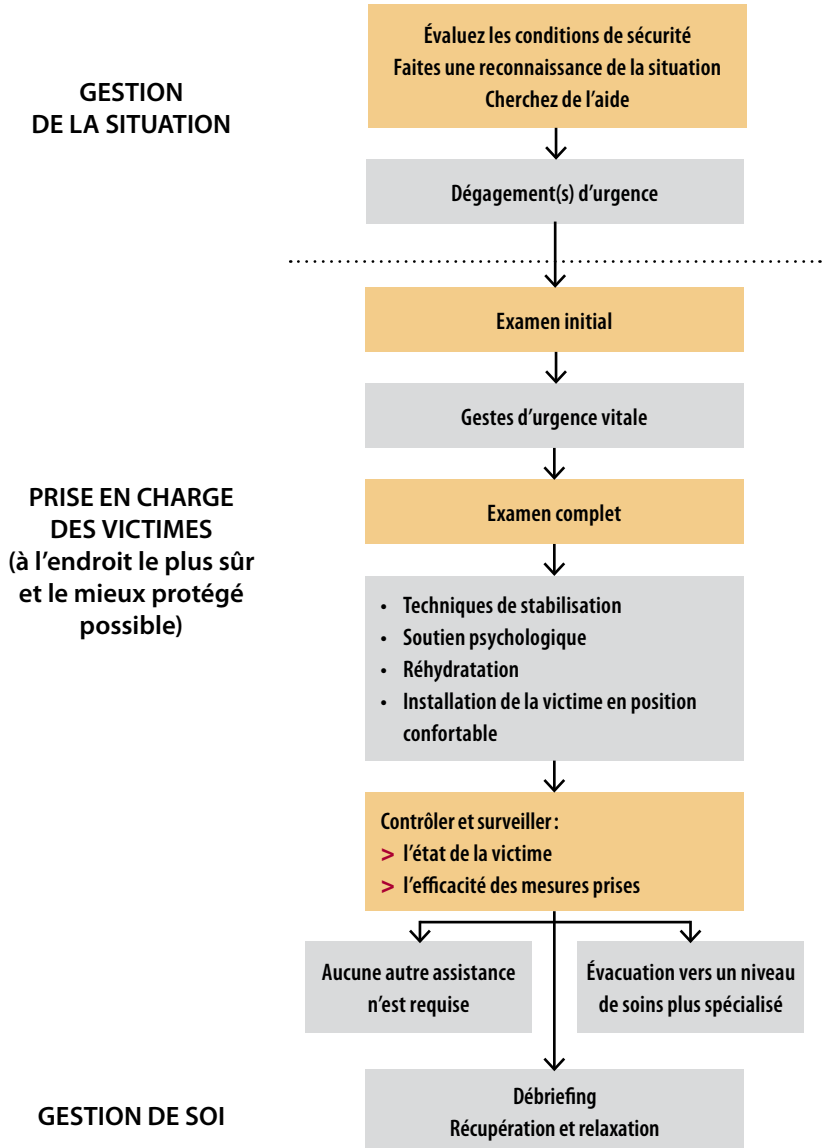 GESTION
DE LA SITUATION
Évaluez les conditions de sécurité
Faites une reconnaissance de la situation
Cherchez de l'aide
Dégagement(s) d'urgence
PRISE EN CHARGE
DES VICTIMES
(à l'endroit le plus sûr
et le mieux protégé
possible)
Examen initial
Gestes d'urgence vitale
Examen complet
• Techniques de stabilisation
• Soutien psychologique
• Réhydratation
• Installation de la victime en position
confortable
Contrôler et surveiller :
> l'état de la victime
> l'efficacité des mesures prises
Aucune autre assistance
n'est requise
Évacuation vers un niveau
de soins plus spécialisé
GESTION DE SOI
Débriefing
Récupération et relaxation